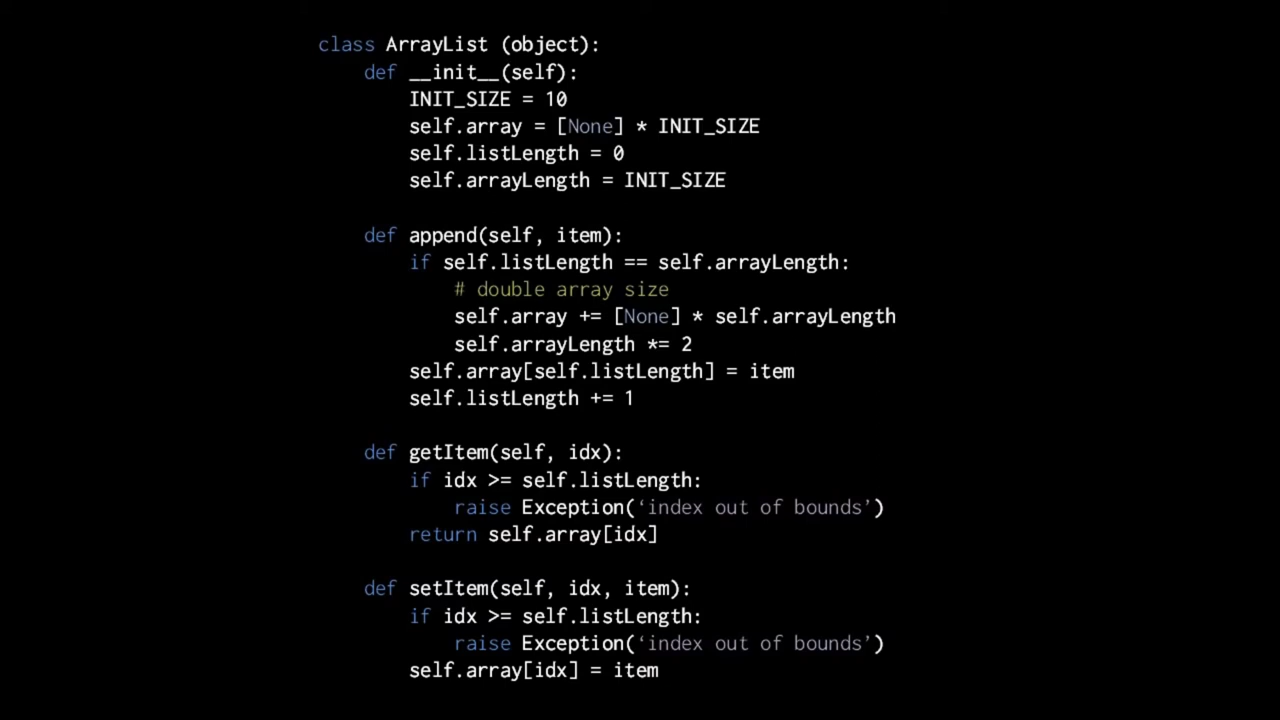 class ArrayList (object):
    def __init__(self):
        INIT_SIZE = 10
        self.array = [None] * INIT_SIZE
        self.listLength = 0
        self.arrayLength = INIT_SIZE

    def append(self, item):
        if self.listLength == self.arrayLength:
            # double array size
            self.array += [None] * self.arrayLength
            self.arrayLength *= 2
        self.array[self.listLength] = item
        self.listLength += 1

    def getItem(self, idx):
        if idx >= self.listLength:
            raise Exception(‘index out of bounds’)
        return self.array[idx]

    def setItem(self, idx, item):
        if idx >= self.listLength:
            raise Exception(‘index out of bounds’)
        self.array[idx] = item